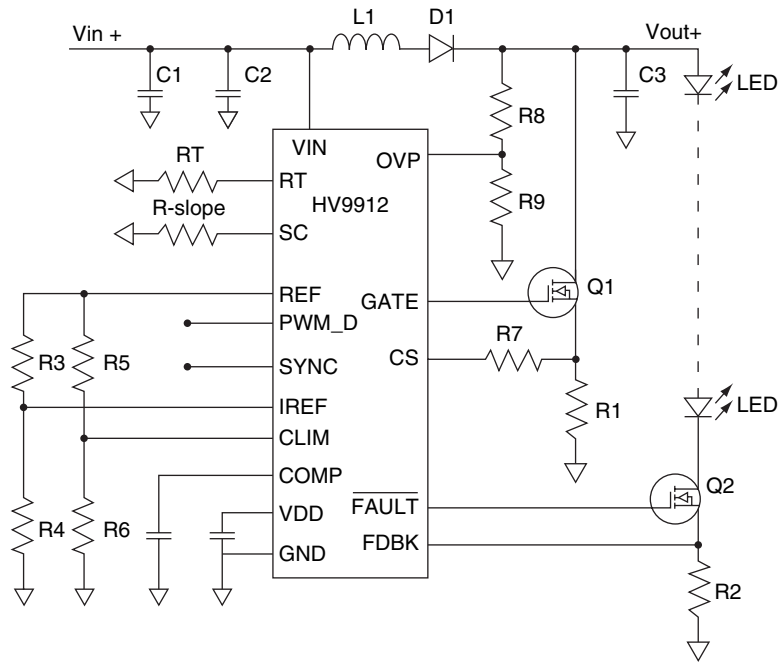 L1
D1
Vin +
Vout+
C1
C2
C3
LED
R8
VIN
OVP
RT
RT
HV9912
R9
R-slope
SC
REF
GATE
Q1
PWM_D
R7
R3
R5
SYNC
CS
IREF
R1
LED
CLIM
COMP
Q2
R4
R6
VDD
FAULT
GND
FDBK
R2